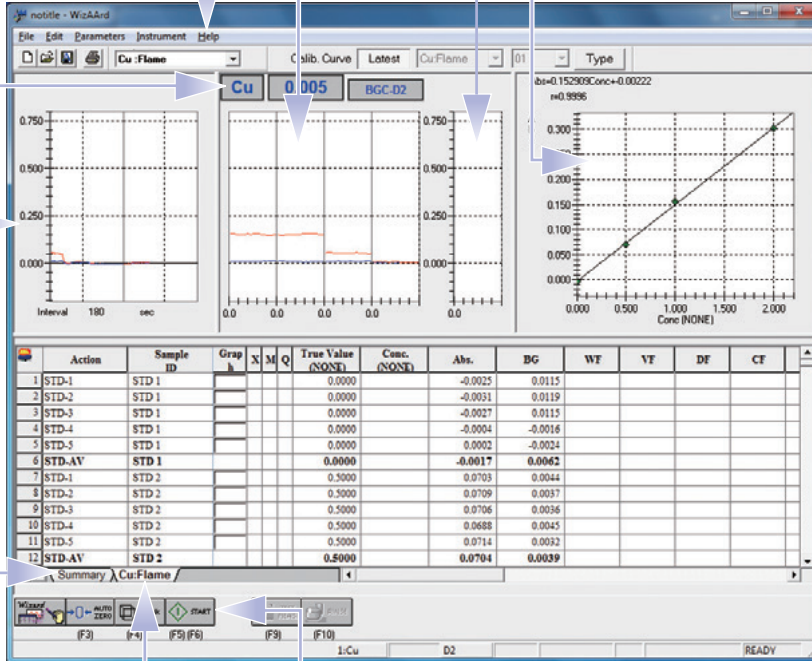 notitle - WizAArd
File Edit Parameters Instrument Help
Cu :Flame Calib. Curve Latest Cu:Flame 01 Type
Cu 0.005 BGC-D2
Abs=0.152909Conc+-0.00222
r=0.9996
0.750
0.500
0.250
0.000
Interval 180 sec
0.0 0.0 0.0 0.0
0.750
0.500
0.250
0.000
0.0
0.300
0.250
0.200
0.150
0.100
0.050
0.000
0.000 0.500 1.000 1.500 2.000
Conc (NONE)
Action Sample ID Graph X M Q True Value (NONE) Conc. (NONE) Abs. BG WF VF DF CF
1 STD-1 STD 1 0.0000 -0.0025 0.0115
2 STD-2 STD 1 0.0000 -0.0031 0.0119
3 STD-3 STD 1 0.0000 -0.0027 0.0115
4 STD-4 STD 1 0.0000 -0.0004 -0.0016
5 STD-5 STD 1 0.0000 0.0002 -0.0024
6 STD-AV STD 1 0.0000 -0.0017 0.0062
7 STD-1 STD 2 0.5000 0.0703 0.0044
8 STD-2 STD 2 0.5000 0.0709 0.0037
9 STD-3 STD 2 0.5000 0.0706 0.0036
10 STD-4 STD 2 0.5000 0.0688 0.0045
11 STD-5 STD 2 0.5000 0.0714 0.0032
12 STD-AV STD 2 0.5000 0.0704 0.0039
Summary Cu:Flame
Wizard AUTO ZERO START
(F3) (F4) (F5) (F6) (F9) (F10)
1:Cu D2 READY